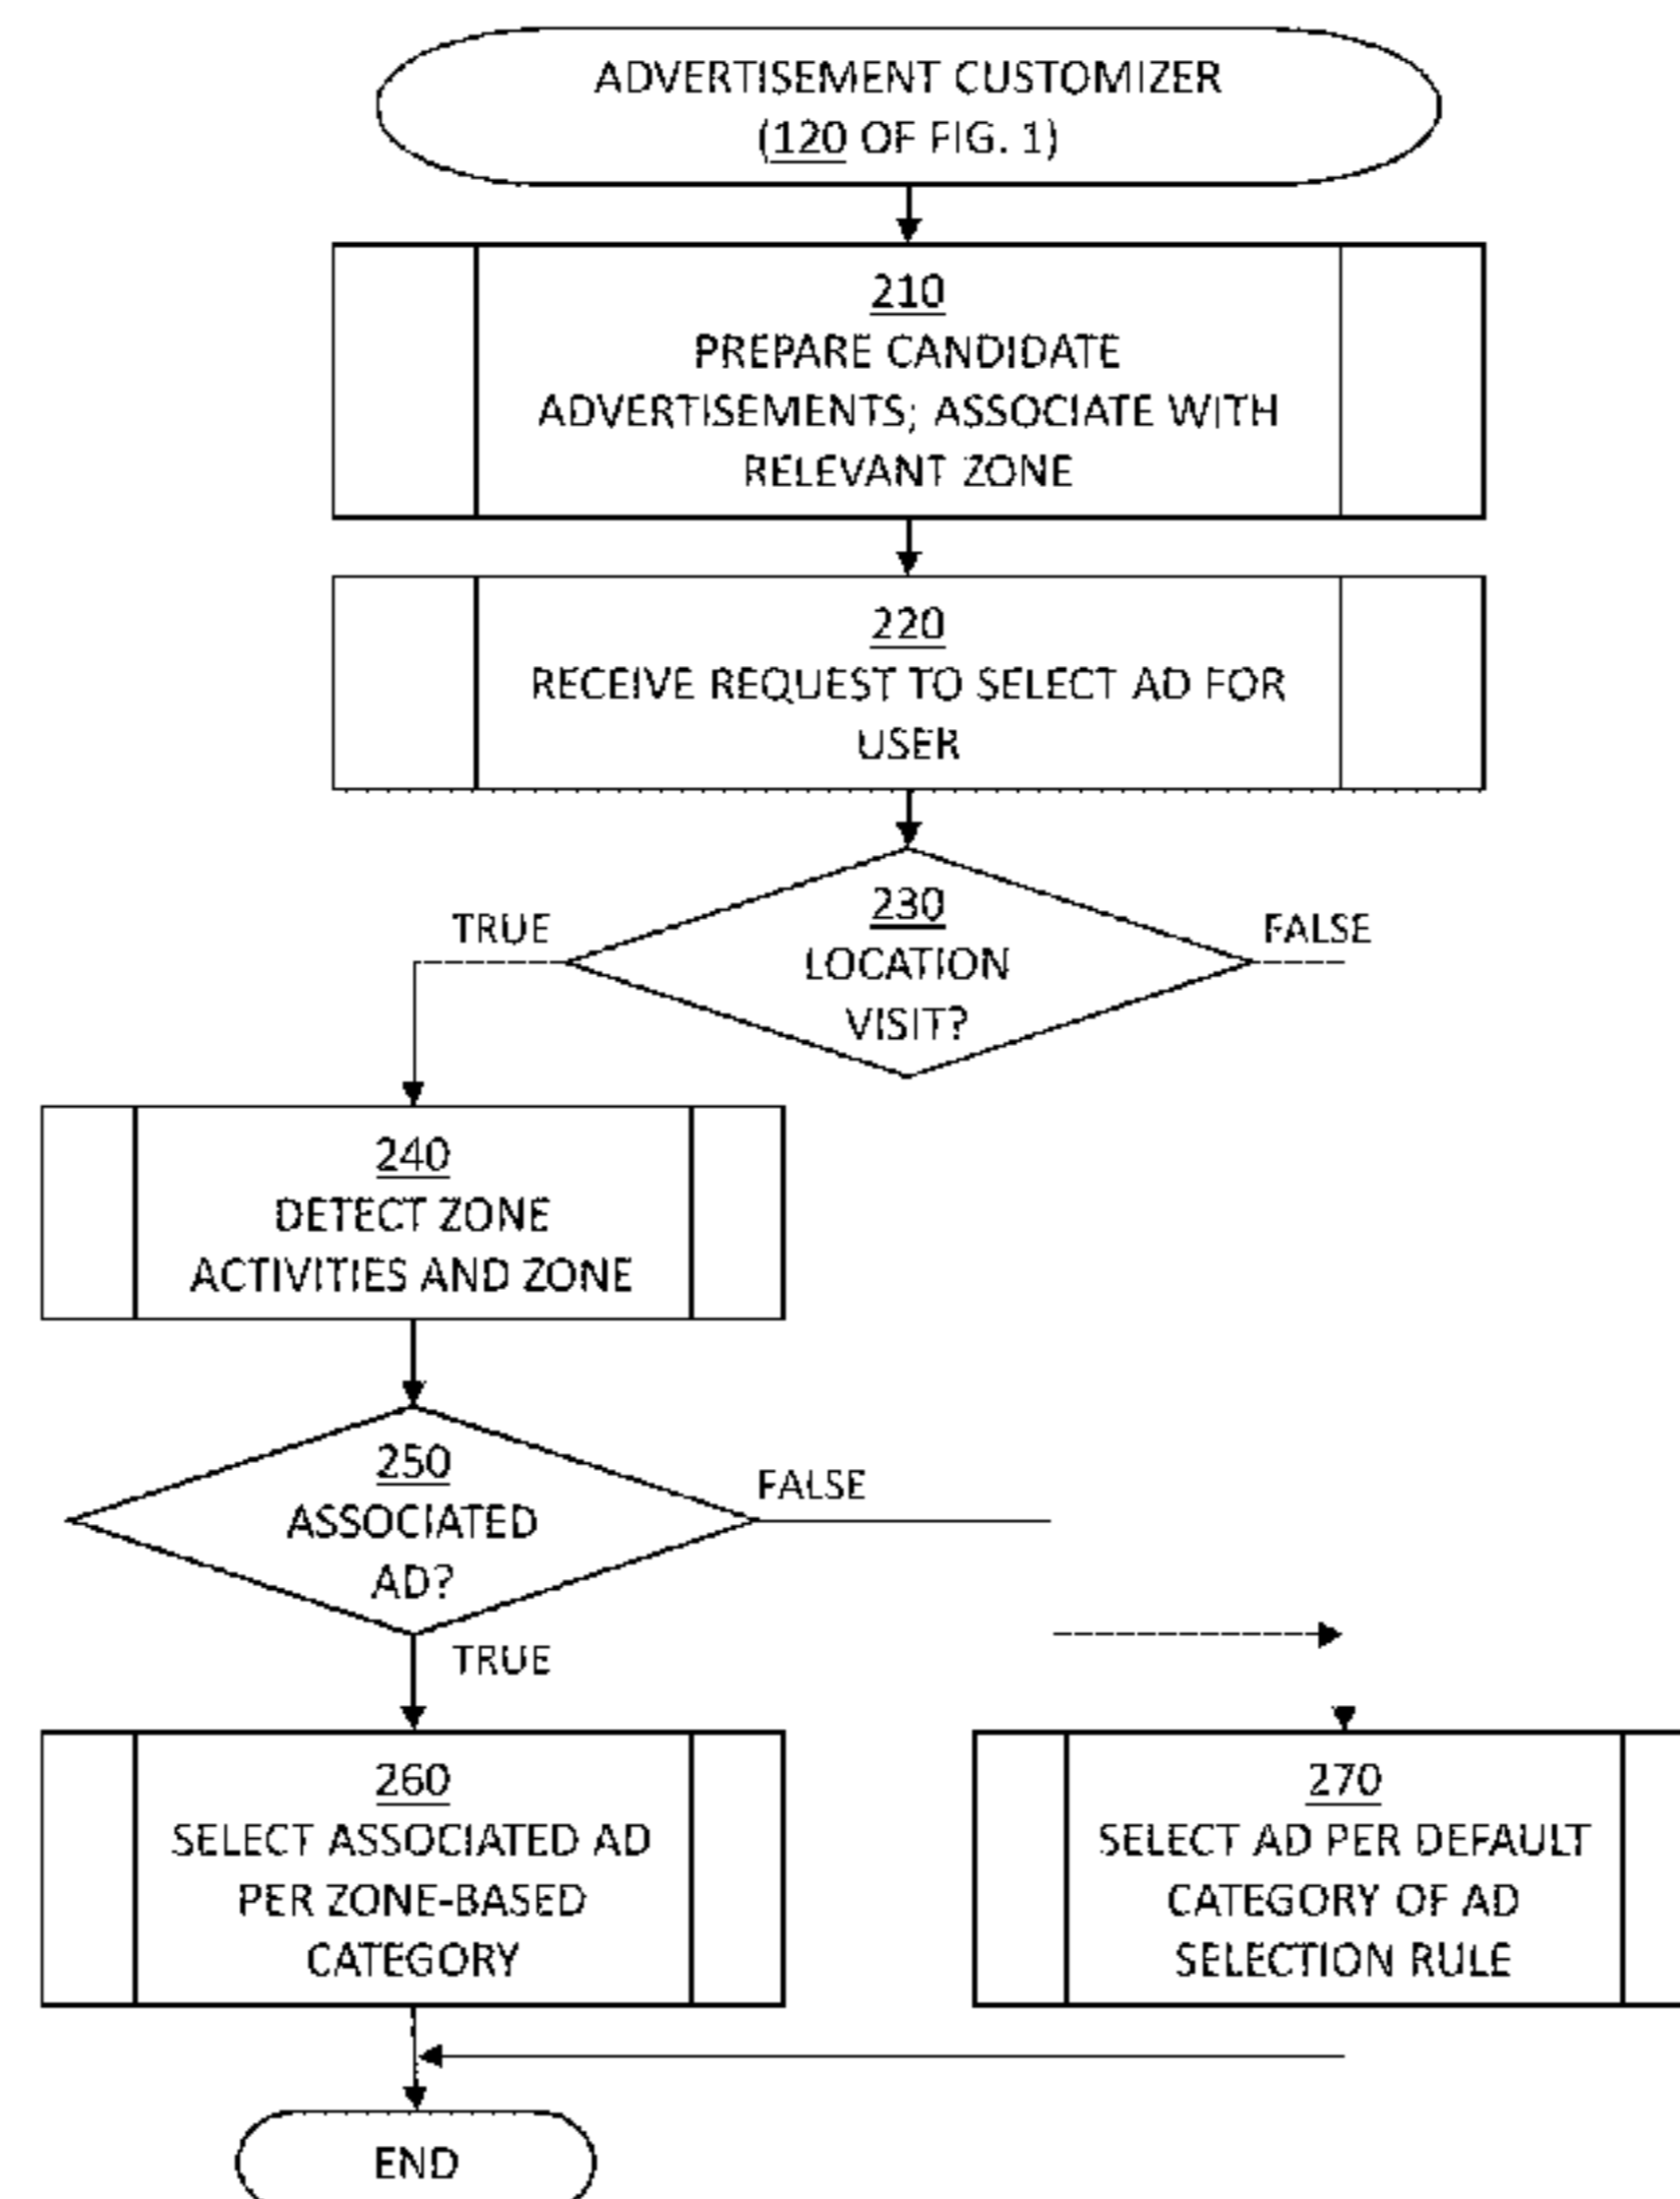 ADVERTISEMENT CUSTOMIZER
(120 OF FIG. 1)
210
PREPARE CANDIDATE
ADVERTISEMENTS; ASSOCIATE WITH
RELEVANT ZONE
220
RECEIVE REQUEST TO SELECT AD FOR
USER
230
LOCATION
VISIT?
TRUE
FALSE
240
DETECT ZONE
ACTIVITIES AND ZONE
250
ASSOCIATED
AD?
FALSE
TRUE
260
SELECT ASSOCIATED AD
PER ZONE-BASED
CATEGORY
270
SELECT AD PER DEFAULT
CATEGORY OF AD
SELECTION RULE
END